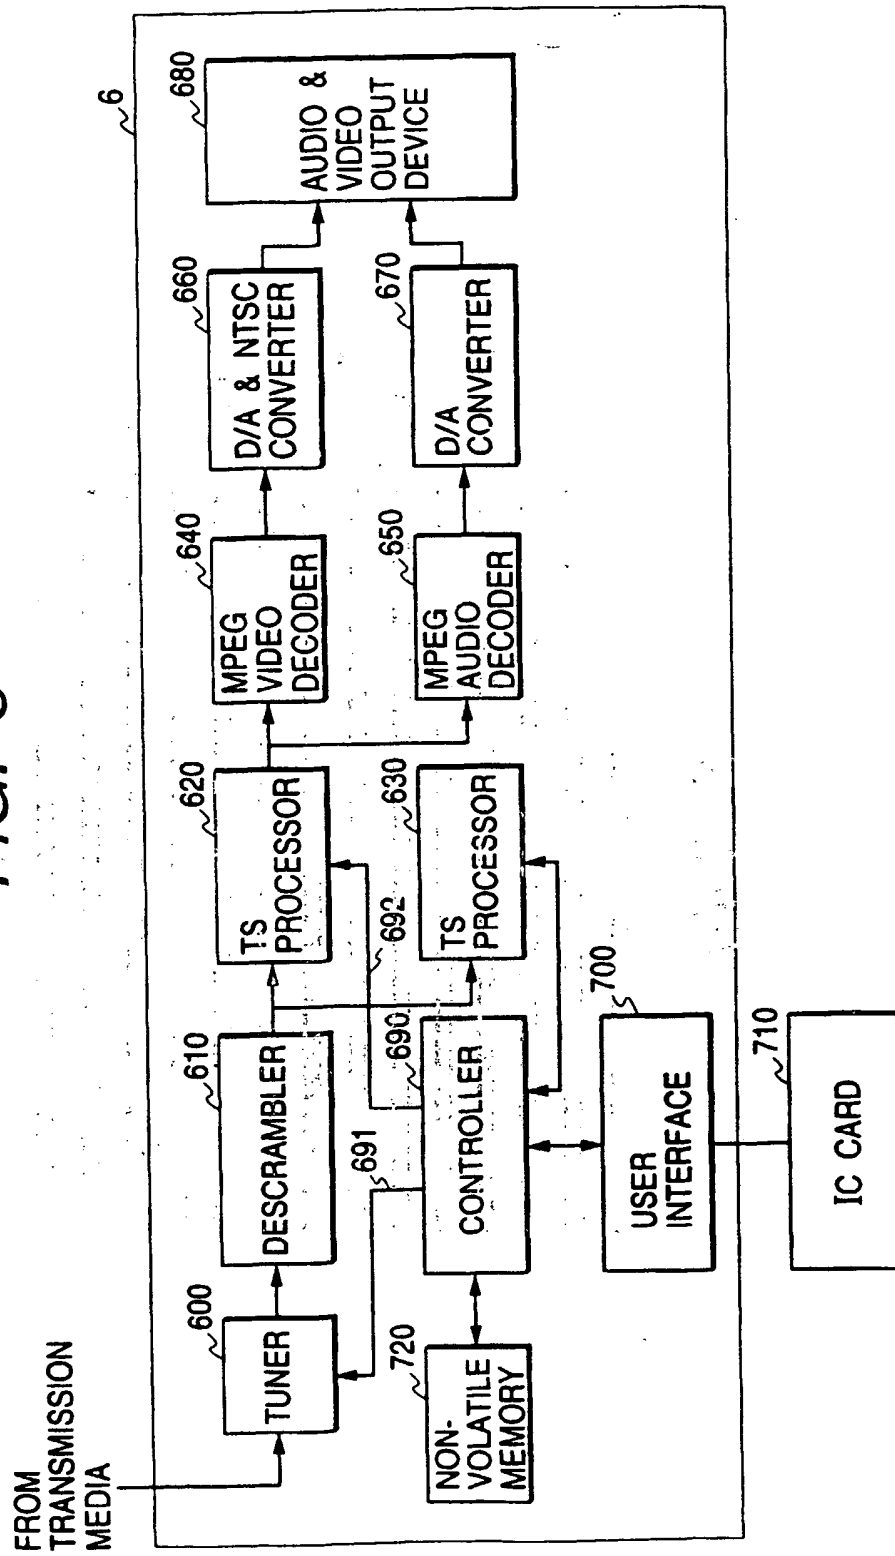 FROM
TRANSMISSION
MEDIA
6
600
TUNER
610
DESCRAMBLER
620
TS
PROCESSOR
640
MPEG
VIDEO
DECODER
660
D/A & NTSC
CONVERTER
680
AUDIO &
VIDEO
OUTPUT
DEVICE
691
692
630
TS
PROCESSOR
650
MPEG
AUDIO
DECODER
670
D/A
CONVERTER
720
NON-
VOLATILE
MEMORY
690
CONTROLLER
700
USER
INTERFACE
710
IC CARD